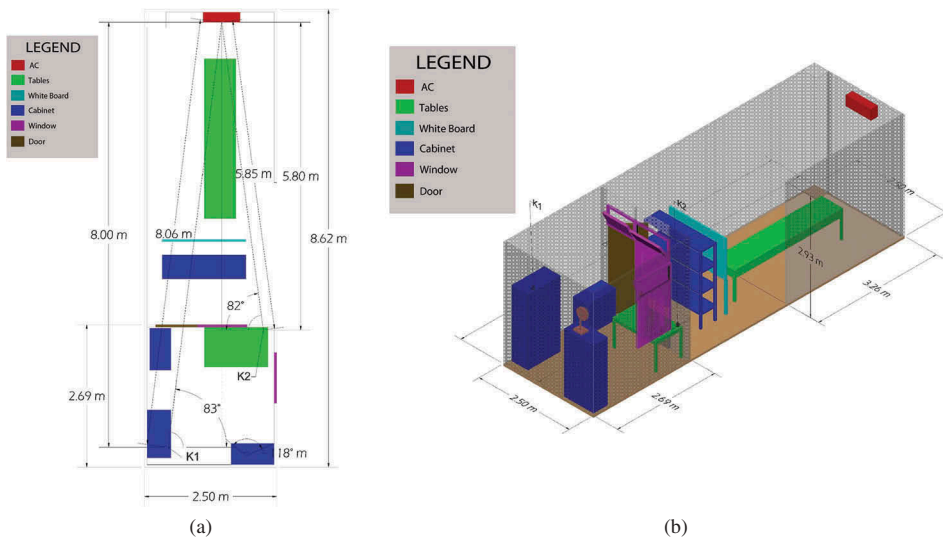 LEGEND
AC
Tables
White Board
Cabinet
Window
Door
5.85 m
5.80 m
8.00 m
8.06 m
8.62 m
82°
K2
2.69 m
83°
K1
18° m
2.50 m
(a)
LEGEND
AC
Tables
White Board
Cabinet
Window
Door
K1
K2
2.50 m
2.93 m
3.26 m
2.50 m
2.69 m
(b)